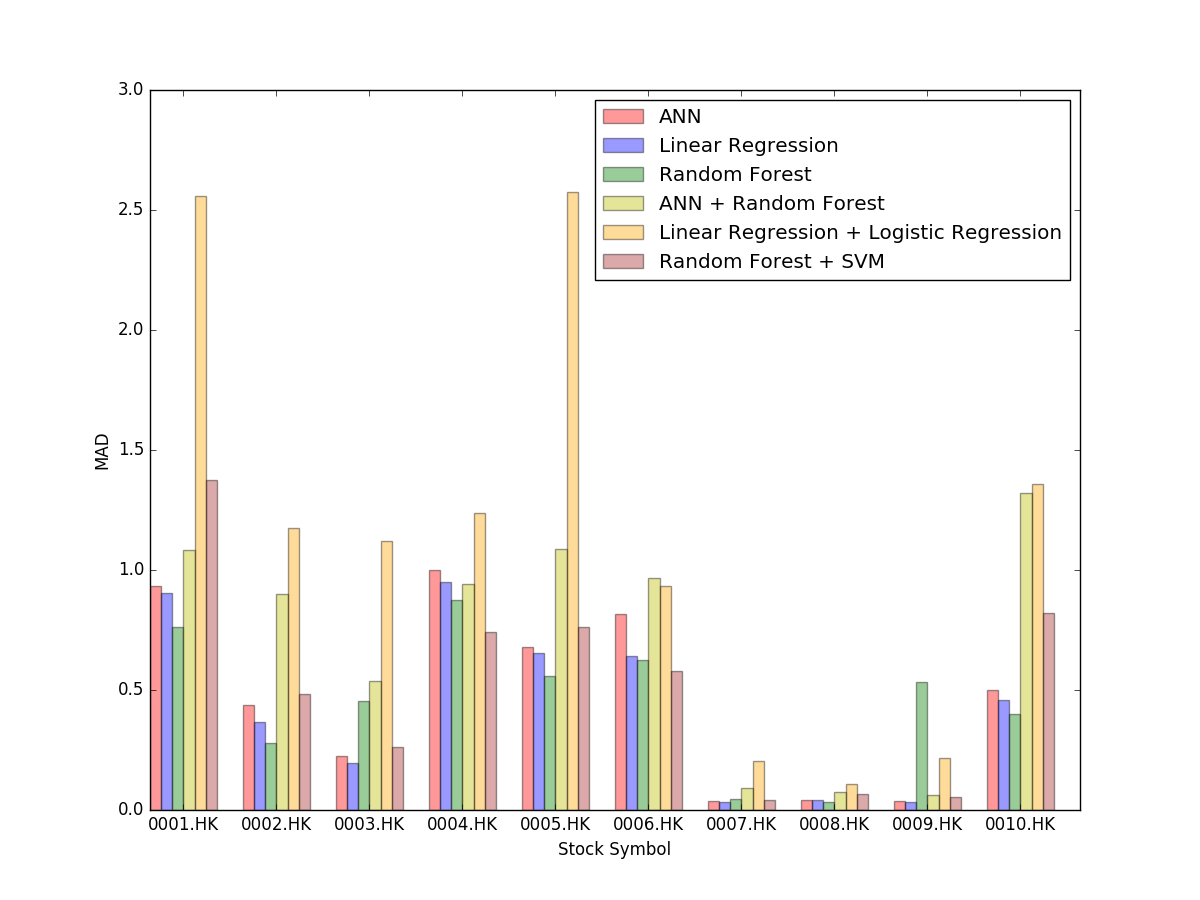 3.0
2.5
2.0
1.5
1.0
0.5
0.0
MAD
ANN
Linear Regression
Random Forest
ANN + Random Forest
Linear Regression + Logistic Regression
Random Forest + SVM
0001.HK 0002.HK 0003.HK 0004.HK 0005.HK 0006.HK 0007.HK 0008.HK 0009.HK 0010.HK
Stock Symbol